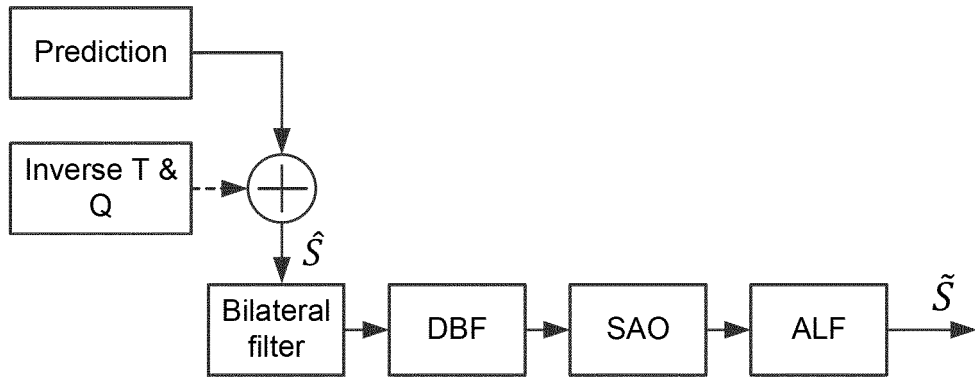 Prediction
Inverse T &
Q
Ŝ
Bilateral
filter
DBF
SAO
ALF
S̃